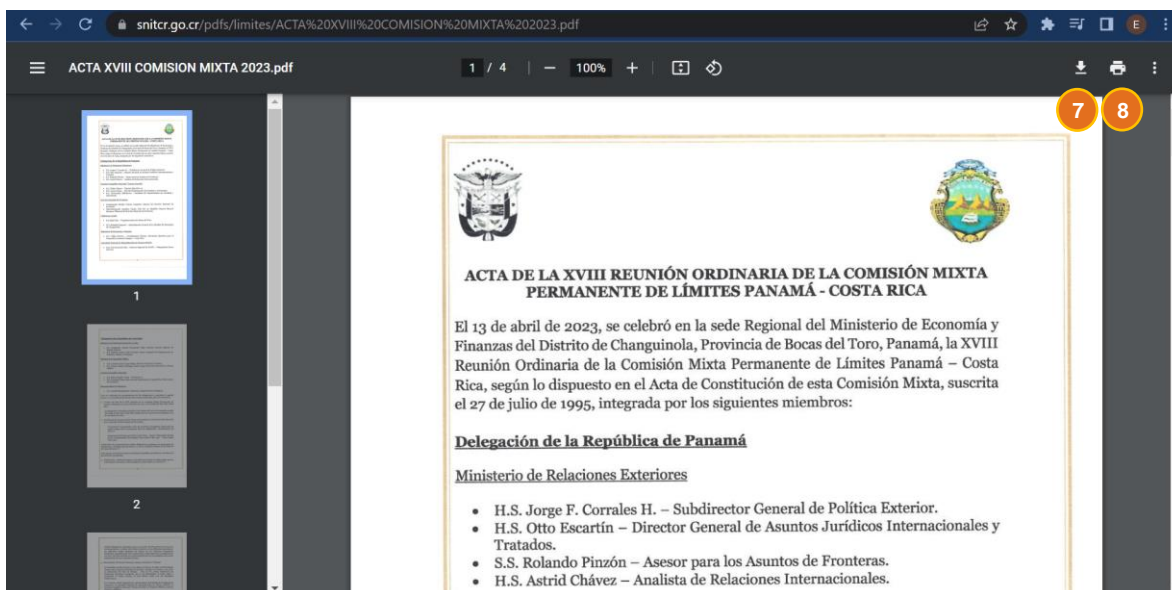 snitcr.go.cr/pdfs/limites/ACTA%20XVIII%20COMISION%20MIXTA%202023.pdf
E
ACTA XVIII COMISION MIXTA 2023.pdf
1 / 4
100%
7
8
1
2
ACTA DE LA XVIII REUNIÓN ORDINARIA DE LA COMISIÓN MIXTA
PERMANENTE DE LÍMITES PANAMÁ - COSTA RICA
El 13 de abril de 2023, se celebró en la sede Regional del Ministerio de Economía y
Finanzas del Distrito de Changuinola, Provincia de Bocas del Toro, Panamá, la XVIII
Reunión Ordinaria de la Comisión Mixta Permanente de Límites Panamá – Costa
Rica, según lo dispuesto en el Acta de Constitución de esta Comisión Mixta, suscrita
el 27 de julio de 1995, integrada por los siguientes miembros:
Delegación de la República de Panamá
Ministerio de Relaciones Exteriores
• H.S. Jorge F. Corrales H. – Subdirector General de Política Exterior.
• H.S. Otto Escartín – Director General de Asuntos Jurídicos Internacionales y
Tratados.
• S.S. Rolando Pinzón – Asesor para los Asuntos de Fronteras.
• H.S. Astrid Chávez – Analista de Relaciones Internacionales.